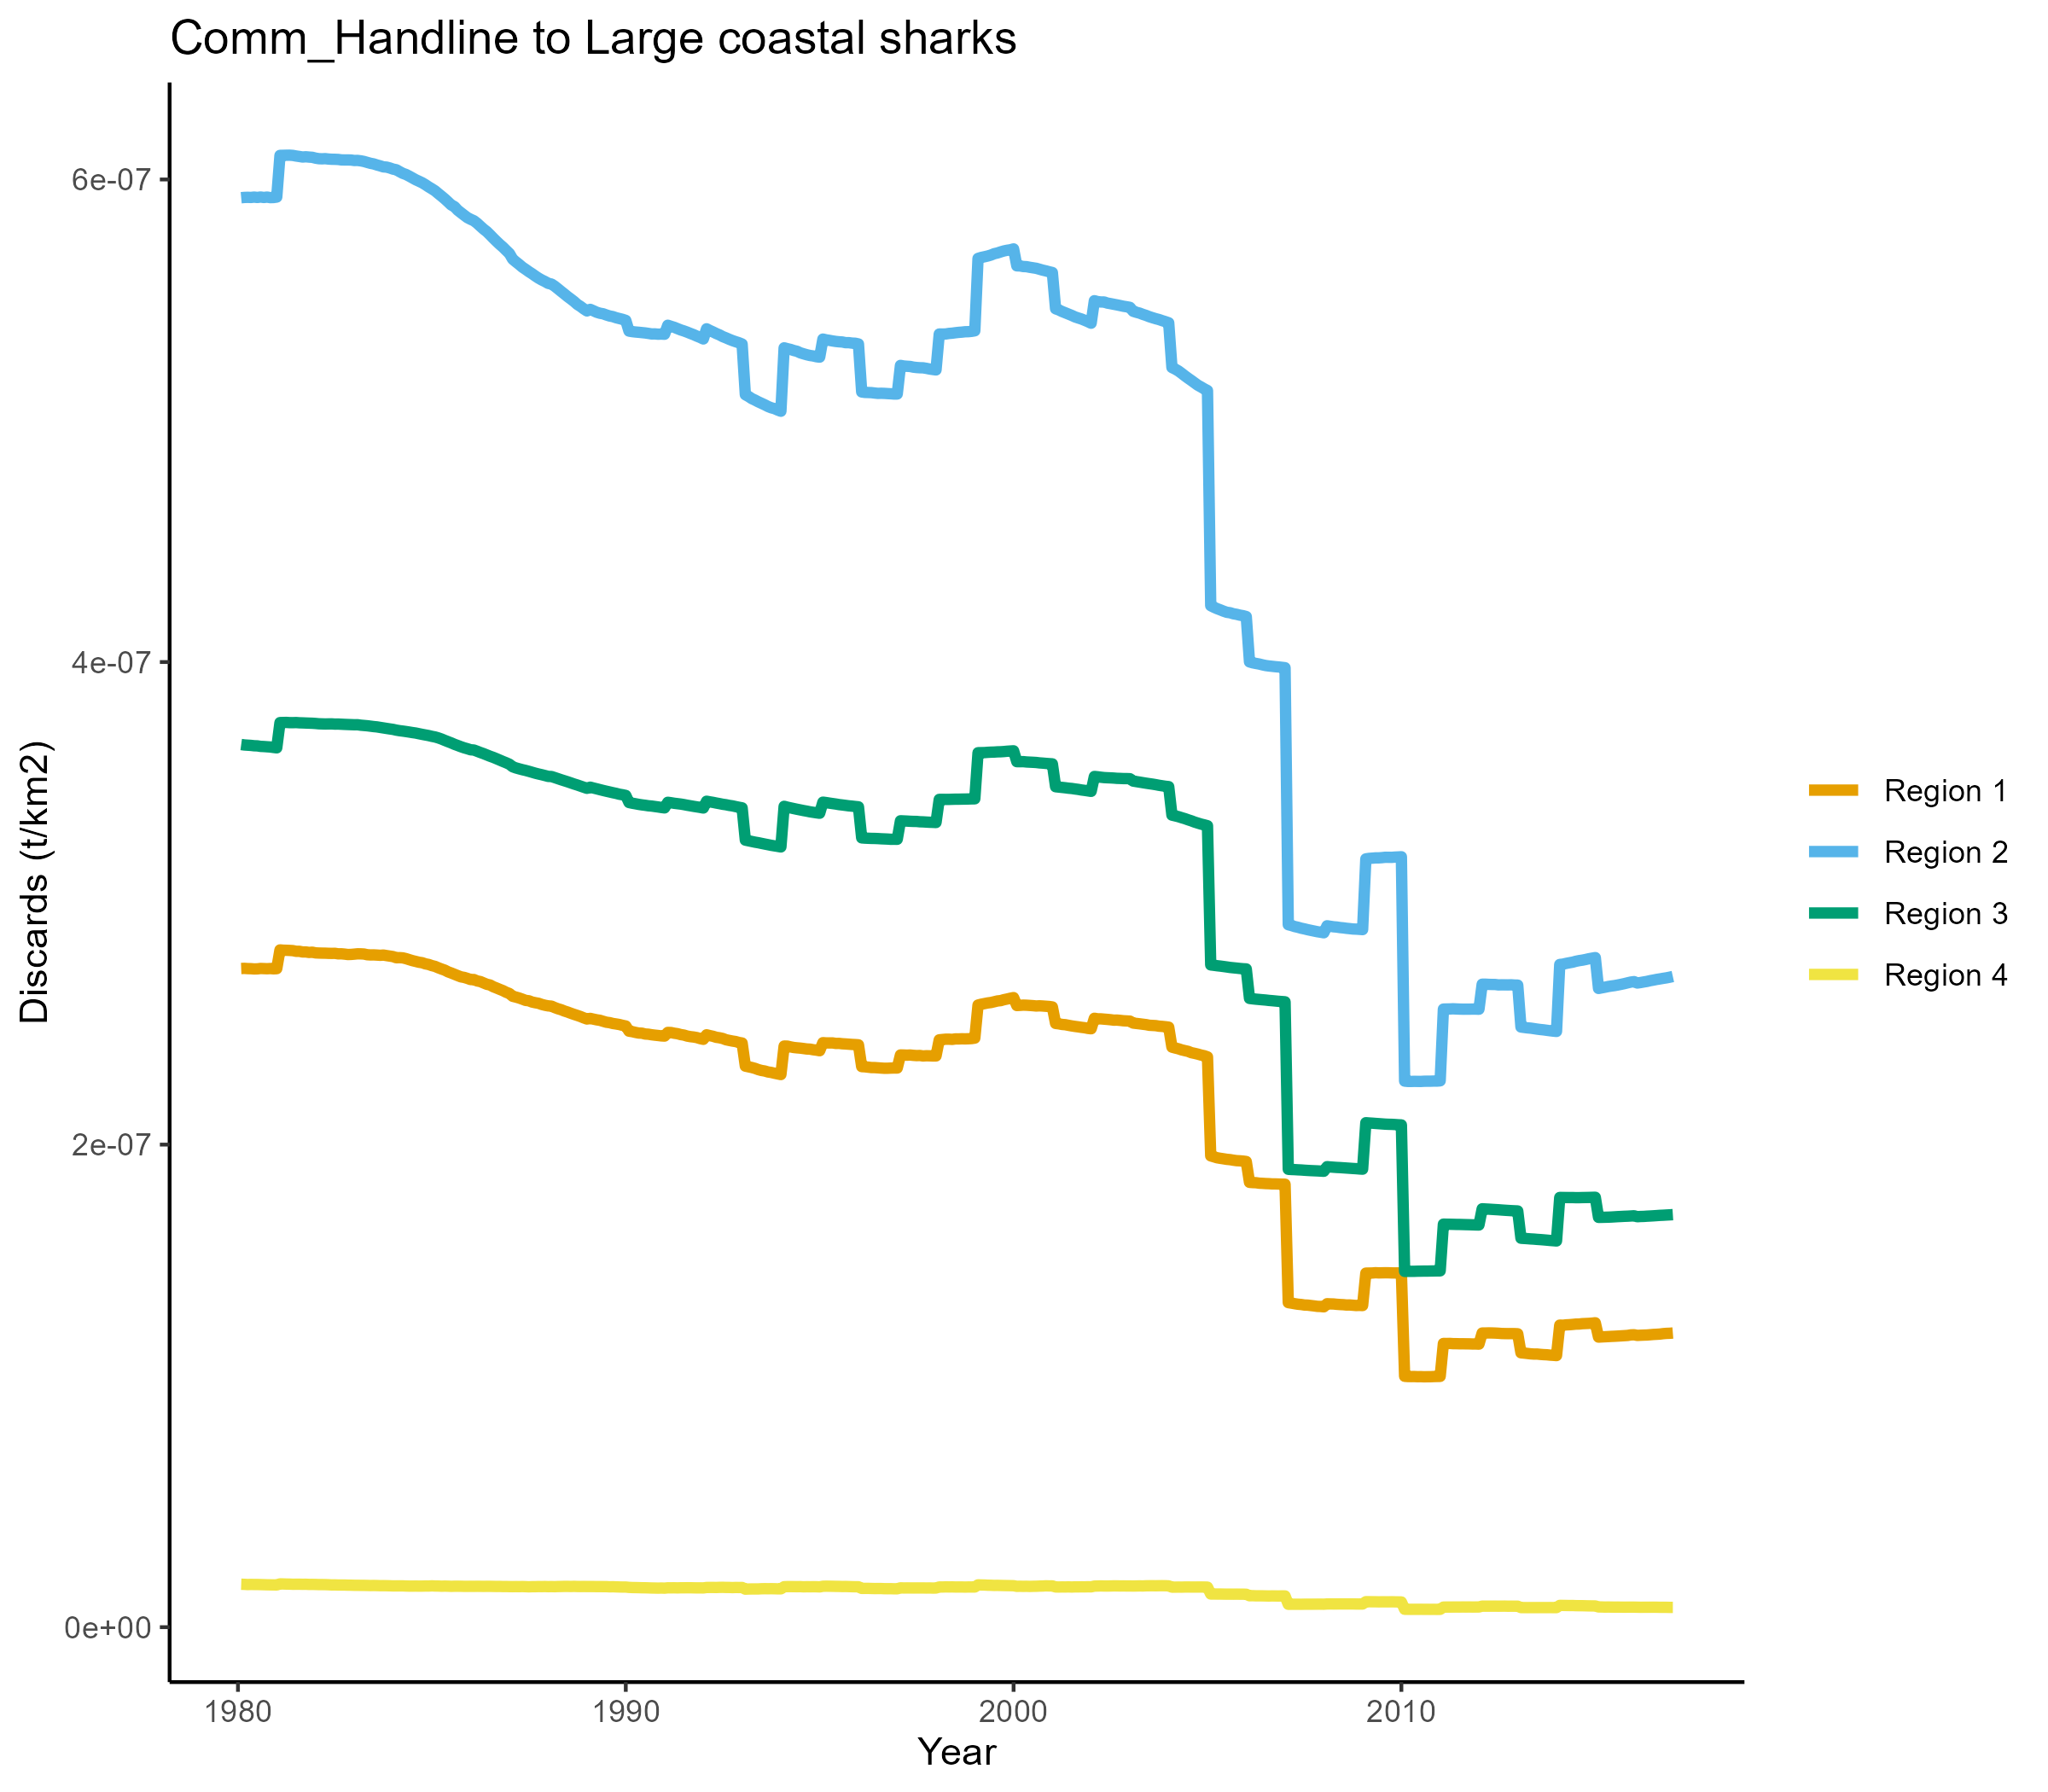 Comm_Handline to Large coastal sharks
Discards (t/km2)
6e-07
4e-07
2e-07
0e+00
1980
1990
2000
2010
Year
Region 1
Region 2
Region 3
Region 4